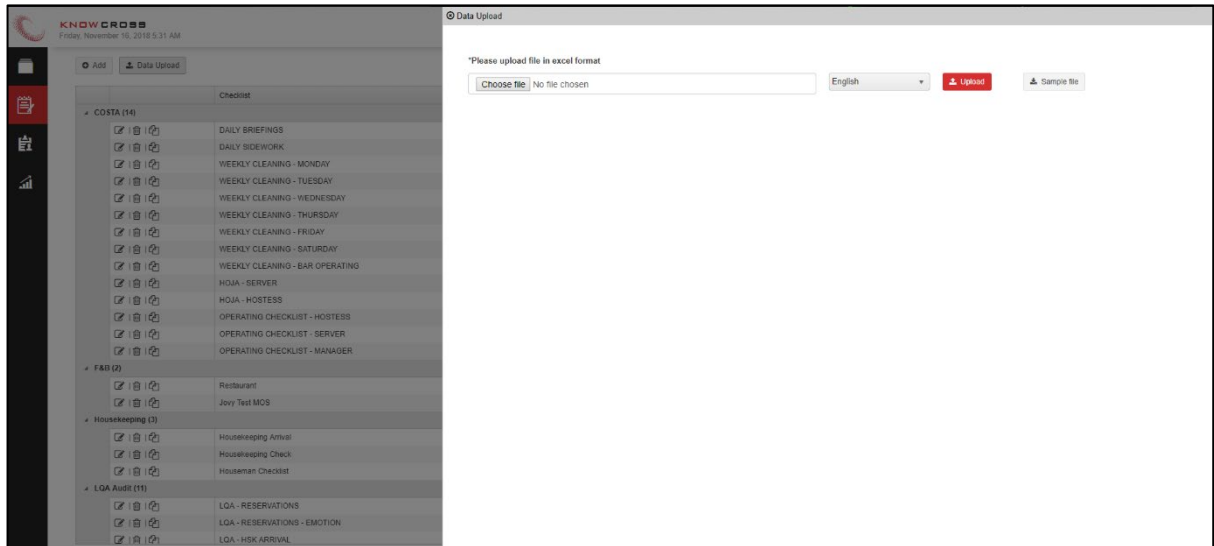 KNOWCROSS
Friday, November 16, 2018 5:31 AM
Add
Data Upload
Checklist
COSTA (14)
DAILY BRIEFINGS
DAILY SIDEWORK
WEEKLY CLEANING - MONDAY
WEEKLY CLEANING - TUESDAY
WEEKLY CLEANING - WEDNESDAY
WEEKLY CLEANING - THURSDAY
WEEKLY CLEANING - FRIDAY
WEEKLY CLEANING - SATURDAY
WEEKLY CLEANING - BAR OPERATING
HOJA - SERVER
HOJA - HOSTESS
OPERATING CHECKLIST - HOSTESS
OPERATING CHECKLIST - SERVER
OPERATING CHECKLIST - MANAGER
F&B (2)
Restaurant
Jovy Test MOS
Housekeeping (3)
Housekeeping Arrival
Housekeeping Check
Houseman Checklist
LQA Audit (11)
LQA - RESERVATIONS
LQA - RESERVATIONS - EMOTION
LQA - HSK ARRIVAL
Data Upload
*Please upload file in excel format
Choose file No file chosen English Upload Sample file